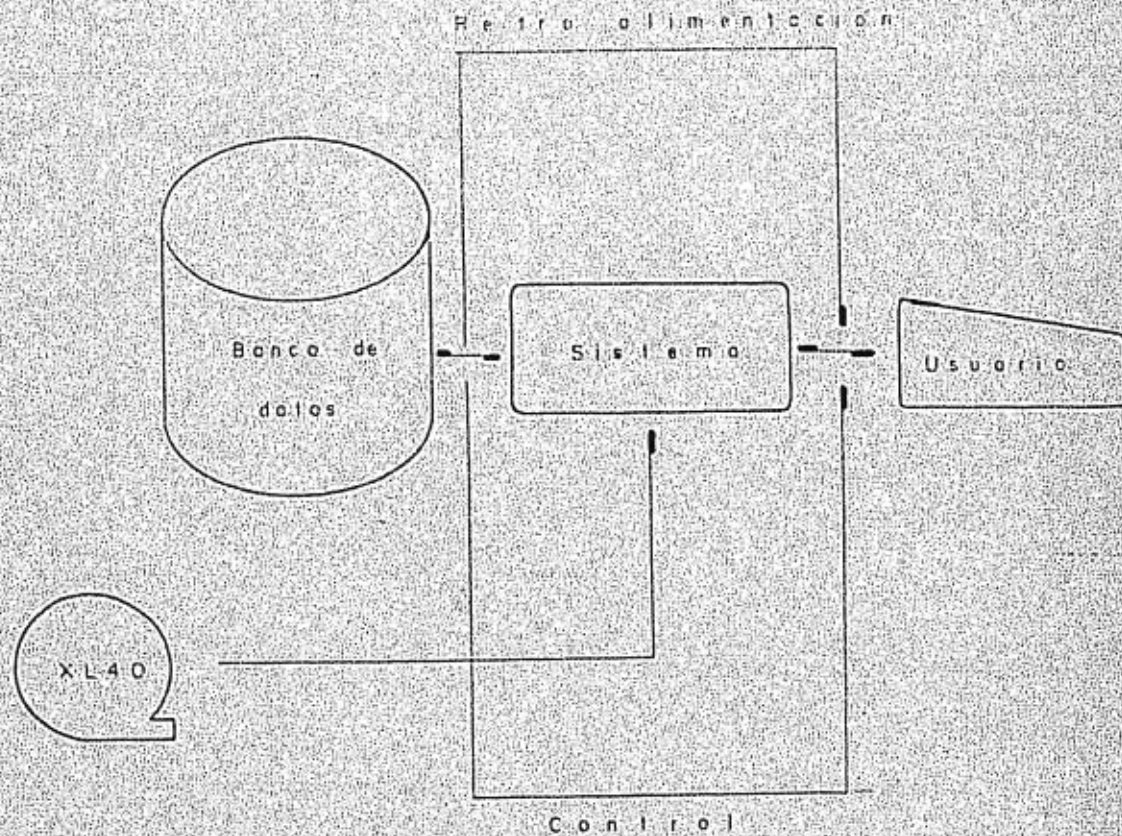 Retro alimentacion
Banco de
datos
Sistema
Usuario
XL40
Control